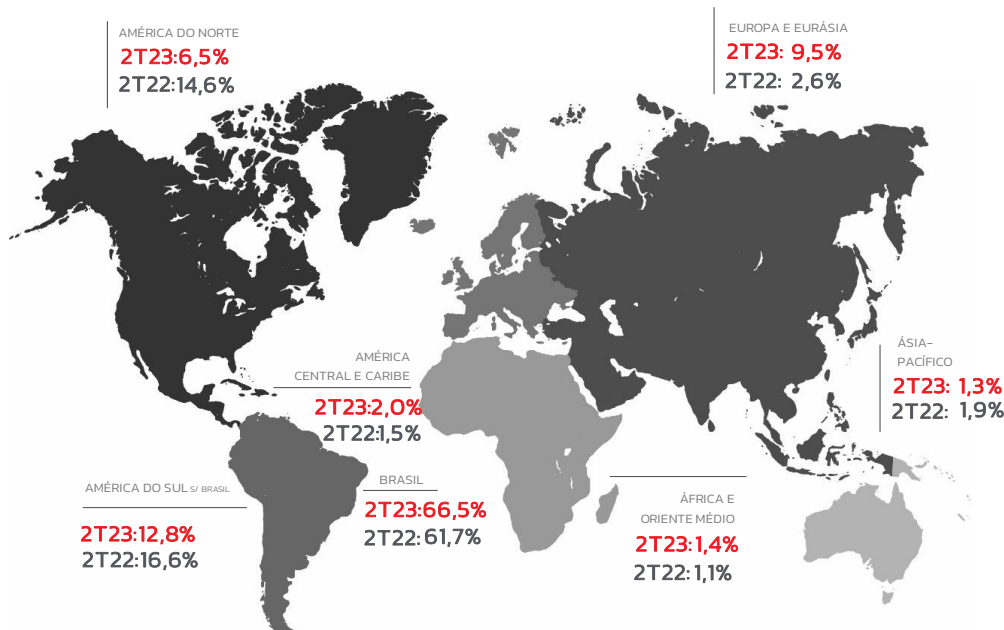 AMÉRICA DO NORTE
2T23:6,5%
2T22:14,6%
EUROPA E EURÁSIA
2T23: 9,5%
2T22: 2,6%
AMÉRICA
CENTRAL E CARIBE
2T23:2,0%
2T22:1,5%
ÁSIA-
PACÍFICO
2T23: 1,3%
2T22: 1,9%
AMÉRICA DO SUL S/ BRASIL
2T23:12,8%
2T22:16,6%
BRASIL
2T23:66,5%
2T22: 61,7%
ÁFRICA E
ORIENTE MÉDIO
2T23:1,4%
2T22: 1,1%